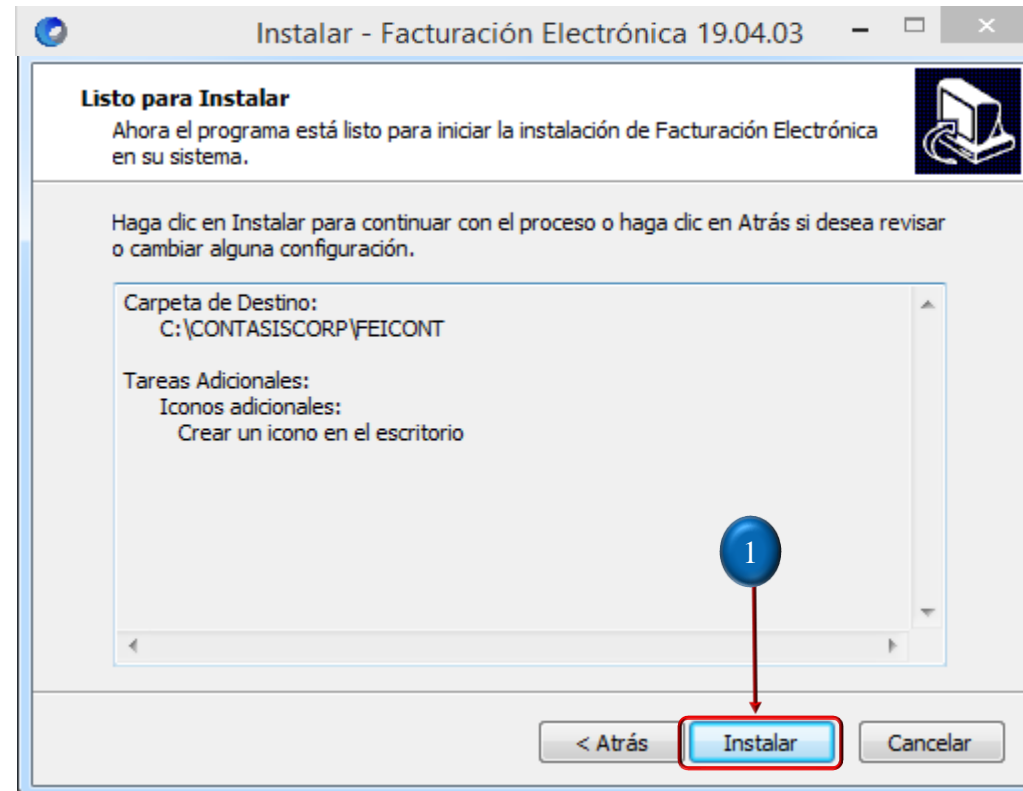 Instalar - Facturación Electrónica 19.04.03
Listo para Instalar
Ahora el programa está listo para iniciar la instalación de Facturación Electrónica
en su sistema.
Haga clic en Instalar para continuar con el proceso o haga clic en Atrás si desea revisar
o cambiar alguna configuración.
Carpeta de Destino:
C:\CONTASISCORP\FEICONT
Tareas Adicionales:
Iconos adicionales:
Crear un icono en el escritorio
1
< Atrás Instalar Cancelar